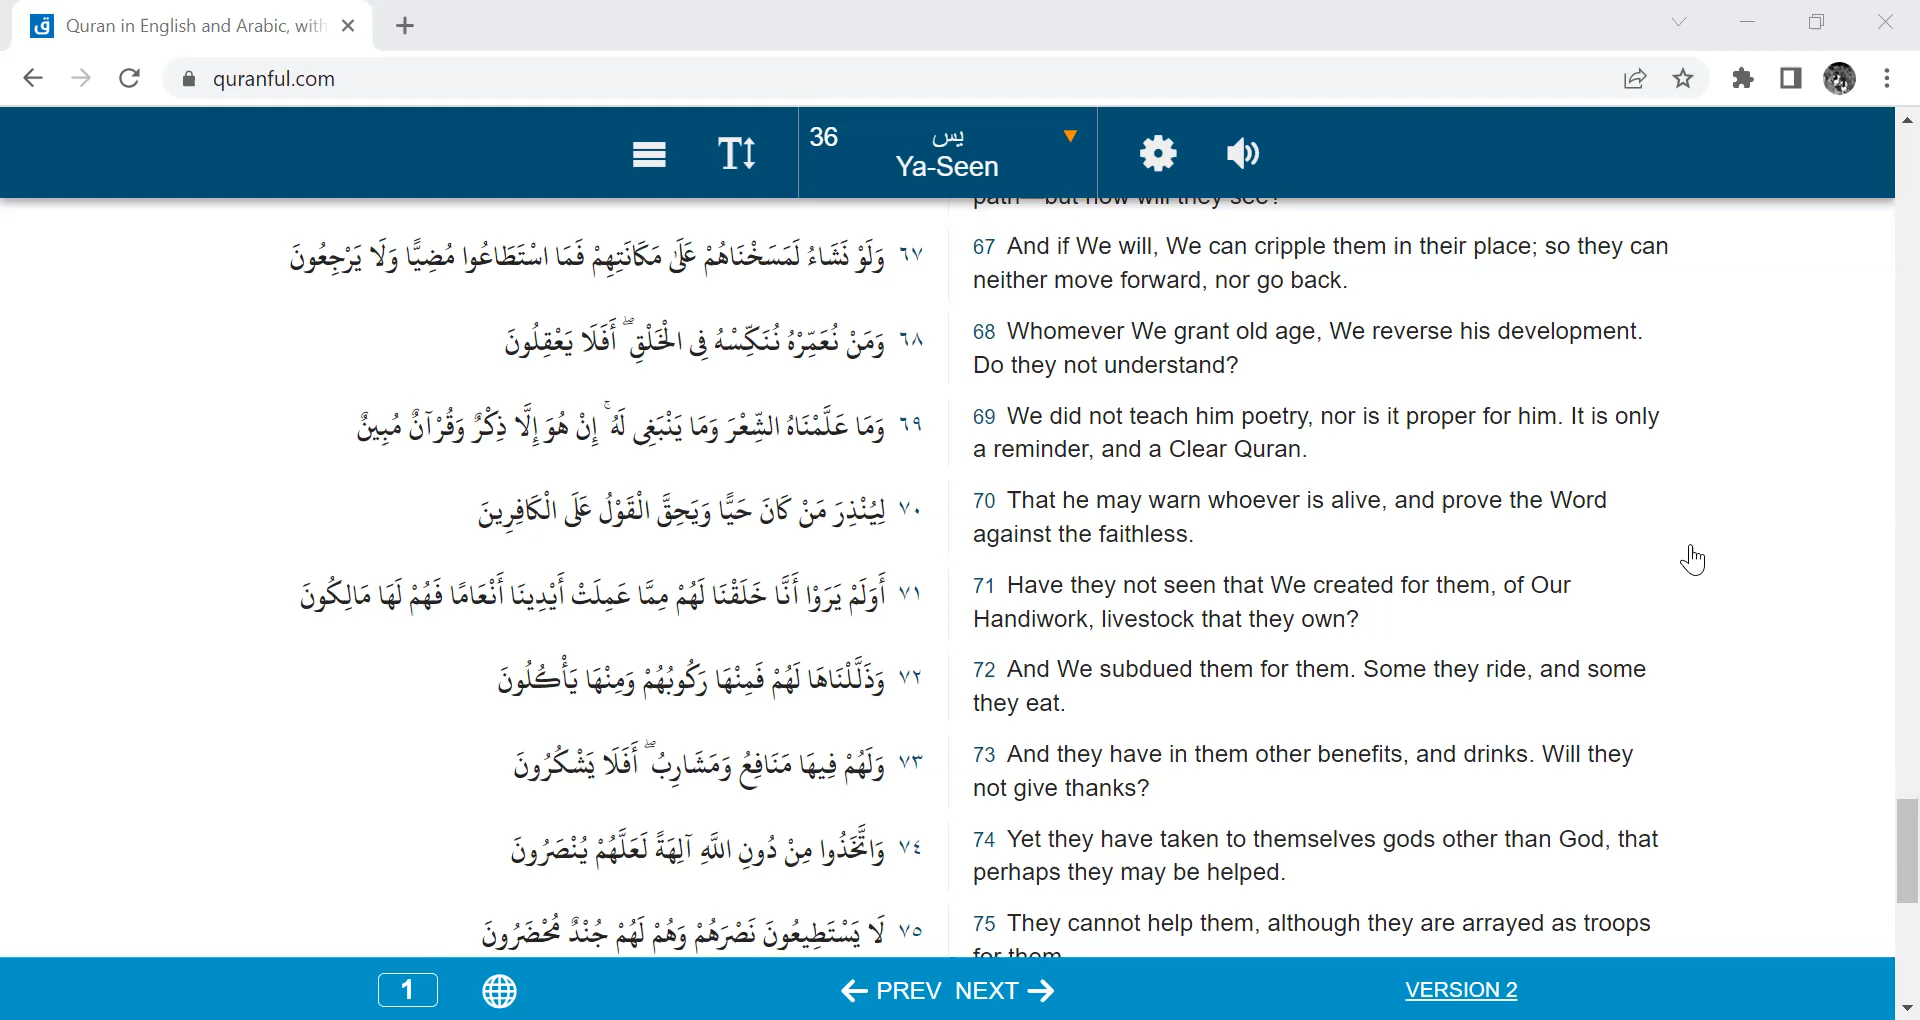 Quran in English and Arabic, with
quranful.com
36
يس
Ya-Seen
path—but how will they see?
٦٧ وَلَوْ نَشَاءُ لَمَسَخْنَاهُمْ عَلَىٰ مَكَانَتِهِمْ فَمَا اسْتَطَاعُوا مُضِيًّا وَلَا يَرْجِعُونَ
67 And if We will, We can cripple them in their place; so they can
neither move forward, nor go back.
٦٨ وَمَنْ نُعَمِّرْهُ نُنَكِّسْهُ فِي الْخَلْقِ ۖ أَفَلَا يَعْقِلُونَ
68 Whomever We grant old age, We reverse his development.
Do they not understand?
٦٩ وَمَا عَلَّمْنَاهُ الشِّعْرَ وَمَا يَنْبَغِي لَهُ ۚ إِنْ هُوَ إِلَّا ذِكْرٌ وَقُرْآنٌ مُبِينٌ
69 We did not teach him poetry, nor is it proper for him. It is only
a reminder, and a Clear Quran.
٧٠ لِيُنْذِرَ مَنْ كَانَ حَيًّا وَيَحِقَّ الْقَوْلُ عَلَى الْكَافِرِينَ
70 That he may warn whoever is alive, and prove the Word
against the faithless.
٧١ أَوَلَمْ يَرَوْا أَنَّا خَلَقْنَا لَهُمْ مِمَّا عَمِلَتْ أَيْدِينَا أَنْعَامًا فَهُمْ لَهَا مَالِكُونَ
71 Have they not seen that We created for them, of Our
Handiwork, livestock that they own?
٧٢ وَذَلَّلْنَاهَا لَهُمْ فَمِنْهَا رَكُوبُهُمْ وَمِنْهَا يَأْكُلُونَ
72 And We subdued them for them. Some they ride, and some
they eat.
٧٣ وَلَهُمْ فِيهَا مَنَافِعُ وَمَشَارِبُ ۖ أَفَلَا يَشْكُرُونَ
73 And they have in them other benefits, and drinks. Will they
not give thanks?
٧٤ وَاتَّخَذُوا مِنْ دُونِ اللَّهِ آلِهَةً لَعَلَّهُمْ يُنْصَرُونَ
74 Yet they have taken to themselves gods other than God, that
perhaps they may be helped.
٧٥ لَا يَسْتَطِيعُونَ نَصْرَهُمْ وَهُمْ لَهُمْ جُنْدٌ مُحْضَرُونَ
75 They cannot help them, although they are arrayed as troops
for them.
1
PREV NEXT
VERSION 2